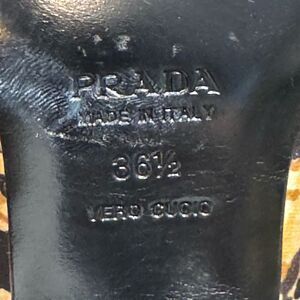 PRADA
MADE IN ITALY
36½
VERO CUOIO